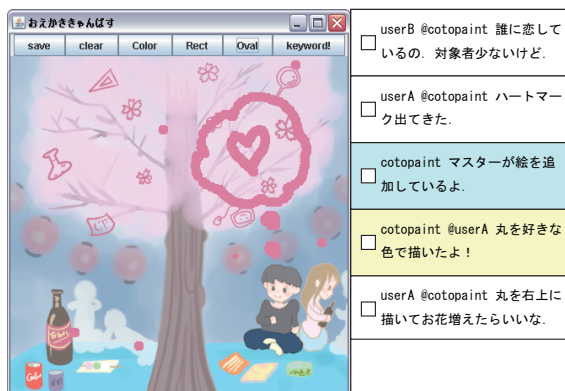 おえかききゃんばす
save clear Color Rect Oval keyword!
userB @cotopaint 誰に恋して
いるの. 対象者少ないけど.
userA @cotopaint ハートマー
ク出てきた.
cotopaint マスターが絵を追
加しているよ.
cotopaint @userA 丸を好きな
色で描いたよ!
userA @cotopaint 丸を右上に
描いてお花増えたらいいな.